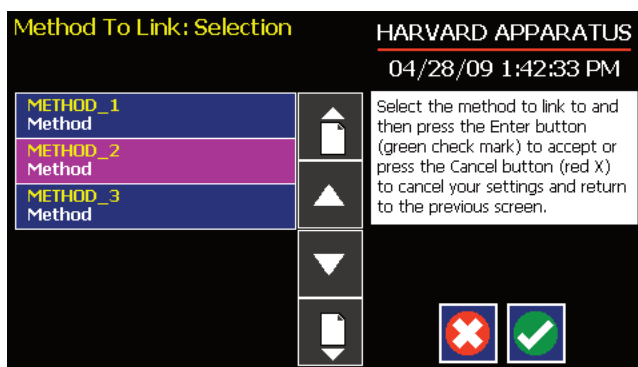 Method To Link: Selection
HARVARD APPARATUS
04/28/09 1:42:33 PM
METHOD_1
Method
METHOD_2
Method
METHOD_3
Method
Select the method to link to and
then press the Enter button
(green check mark) to accept or
press the Cancel button (red X)
to cancel your settings and return
to the previous screen.